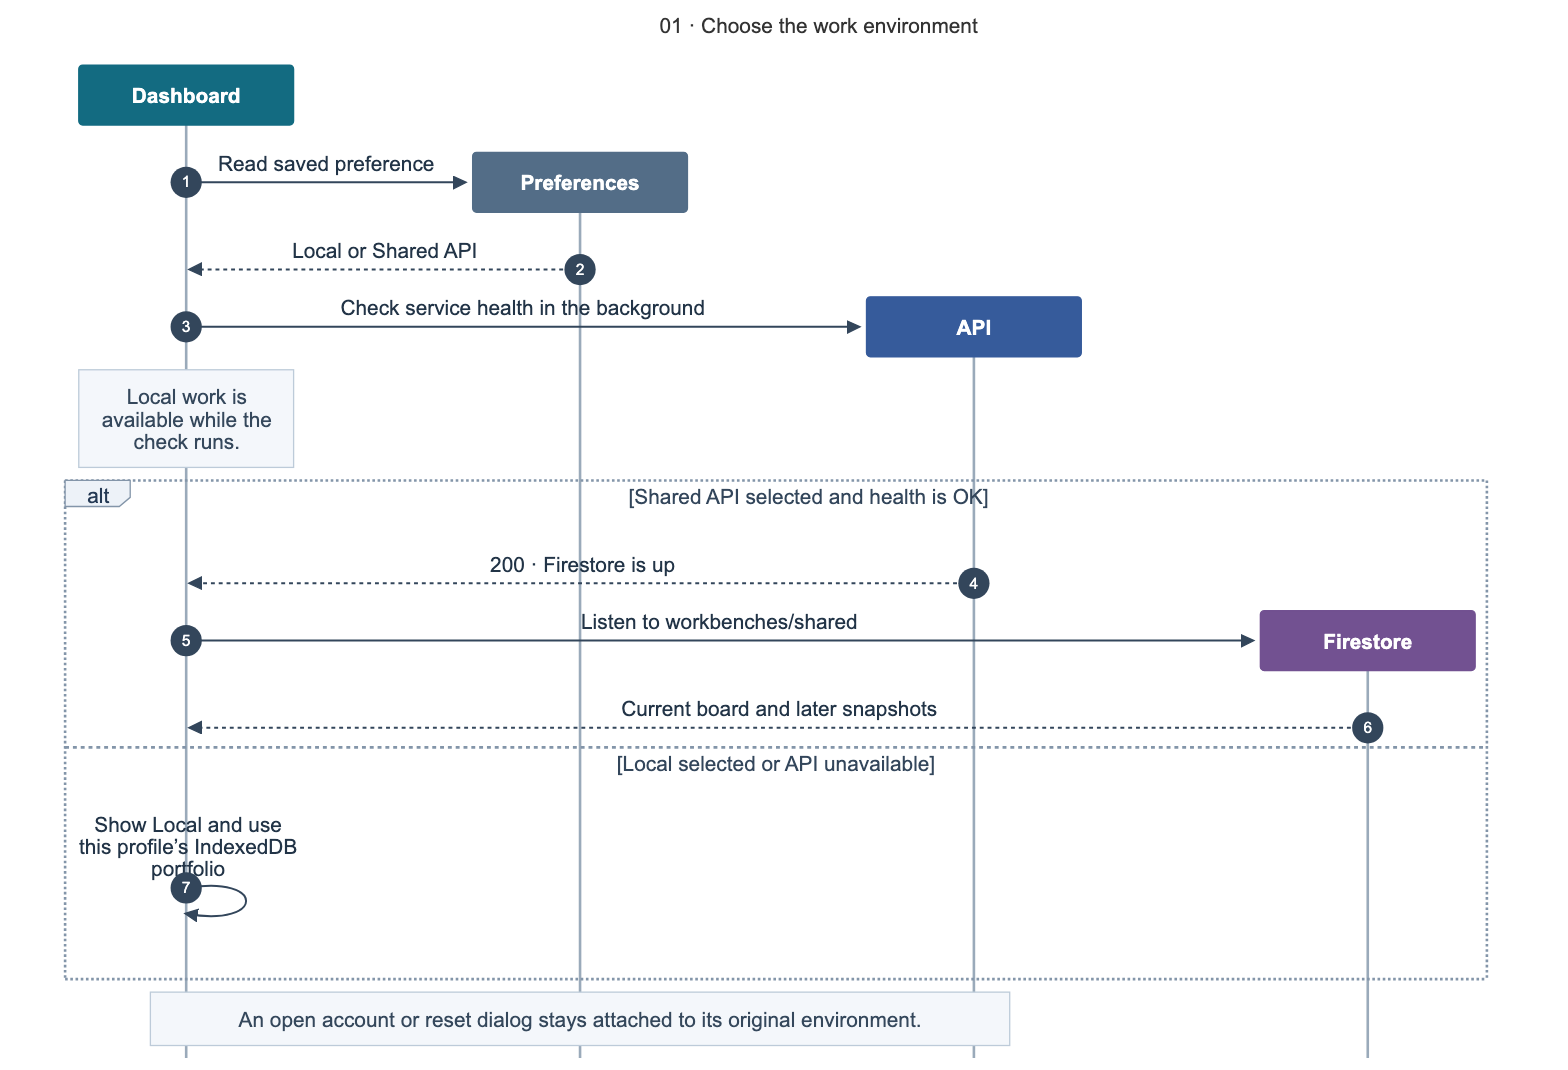 01 · Choose the work environment
Dashboard
Read saved preference
1
Preferences
Local or Shared API
2
Check service health in the background
3
API
Local work is
available while the
check runs.
alt
[Shared API selected and health is OK]
200 · Firestore is up
4
Listen to workbenches/shared
5
Firestore
Current board and later snapshots
6
[Local selected or API unavailable]
Show Local and use
this profile’s IndexedDB
portfolio
7
An open account or reset dialog stays attached to its original environment.